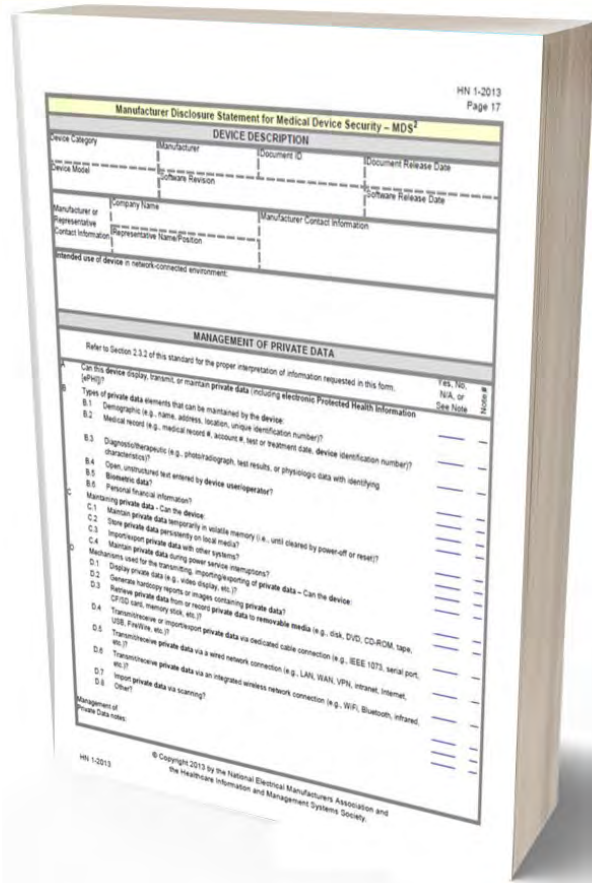 HN 1-2013
Page 17
Manufacturer Disclosure Statement for Medical Device Security – MDS²
DEVICE DESCRIPTION
Device Category
Manufacturer
Document ID
Document Release Date
Device Model
Software Revision
Software Release Date
Manufacturer or
Representative
Contact Information
Company Name
Manufacturer Contact Information
Representative Name/Position
Intended use of device in network-connected environment:
MANAGEMENT OF PRIVATE DATA
Refer to Section 2.3.2 of this standard for the proper interpretation of information requested in this form.
Yes, No,
N/A, or
See Note
Note #
A Can this device display, transmit, or maintain private data (including electronic Protected Health Information
[ePHI])?
B Types of private data elements that can be maintained by the device:
B.1 Demographic (e.g., name, address, location, unique identification number)?
B.2 Medical record (e.g., medical record #, account #, test or treatment date, device identification number)?
B.3 Diagnostic/therapeutic (e.g., photo/radiograph, test results, or physiologic data with identifying
characteristics)?
B.4 Open, unstructured text entered by device user/operator?
B.5 Biometric data?
B.6 Personal financial information?
C Maintaining private data - Can the device:
C.1 Maintain private data temporarily in volatile memory (i.e., until cleared by power-off or reset)?
C.2 Store private data persistently on local media?
C.3 Import/export private data with other systems?
C.4 Maintain private data during power service interruptions?
D Mechanisms used for the transmitting, importing/exporting of private data – Can the device:
D.1 Display private data (e.g., video display, etc.)?
D.2 Generate hardcopy reports or images containing private data?
D.3 Retrieve private data from or record private data to removable media (e.g., disk, DVD, CD-ROM, tape,
CF/SD card, memory stick, etc.)?
D.4 Transmit/receive or import/export private data via dedicated cable connection (e.g., IEEE 1073, serial port,
USB, FireWire, etc.)?
D.5 Transmit/receive private data via a wired network connection (e.g., LAN, WAN, VPN, intranet, Internet,
etc.)?
D.6 Transmit/receive private data via an integrated wireless network connection (e.g., WiFi, Bluetooth, infrared,
etc.)?
D.7 Import private data via scanning?
D.8 Other?
Management of
Private Data notes:
HN 1-2013
© Copyright 2013 by the National Electrical Manufacturers Association and
the Healthcare Information and Management Systems Society.